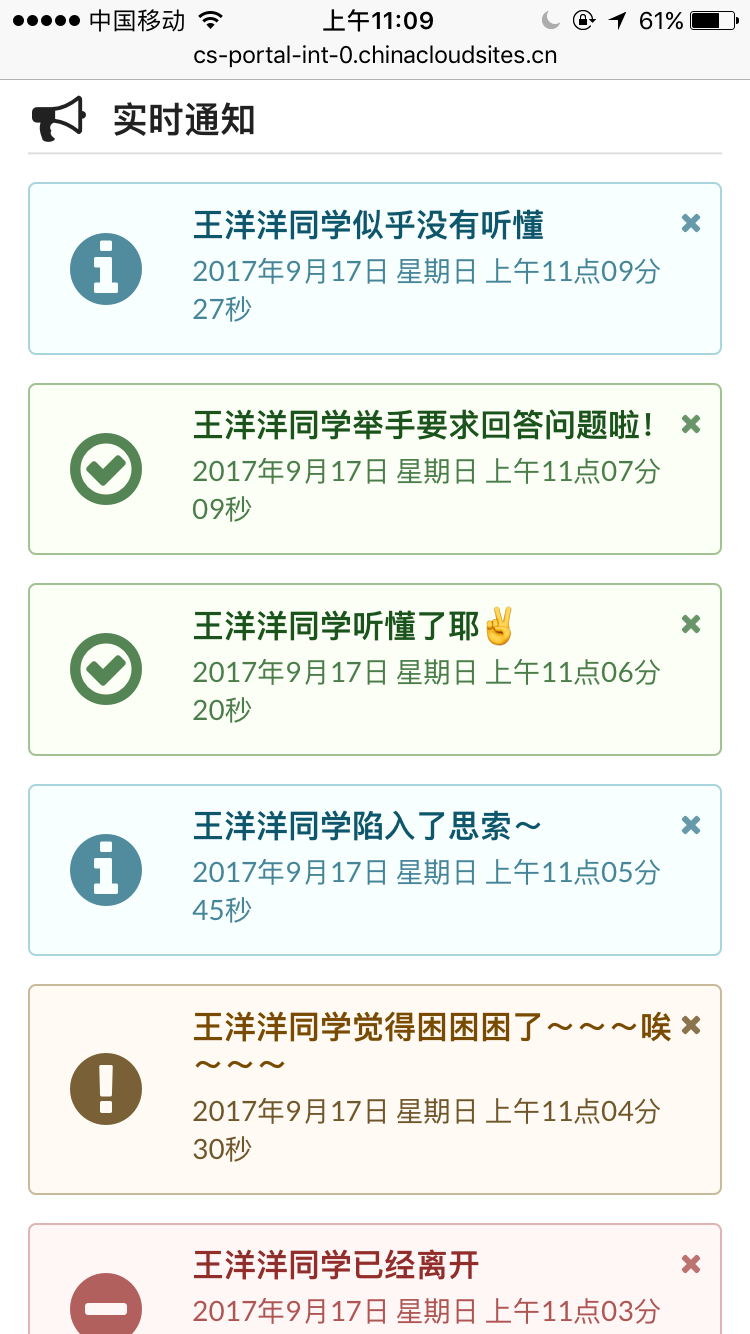 中国移动 上午11:09 61%
cs-portal-int-0.chinacloudsites.cn
实时通知
王洋洋同学似乎没有听懂
2017年9月17日 星期日 上午11点09分
27秒
王洋洋同学举手要求回答问题啦！
2017年9月17日 星期日 上午11点07分
09秒
王洋洋同学听懂了耶✌️
2017年9月17日 星期日 上午11点06分
20秒
王洋洋同学陷入了思索～
2017年9月17日 星期日 上午11点05分
45秒
王洋洋同学觉得困困困了～～～唉
～～～
2017年9月17日 星期日 上午11点04分
30秒
王洋洋同学已经离开
2017年9月17日 星期日 上午11点03分